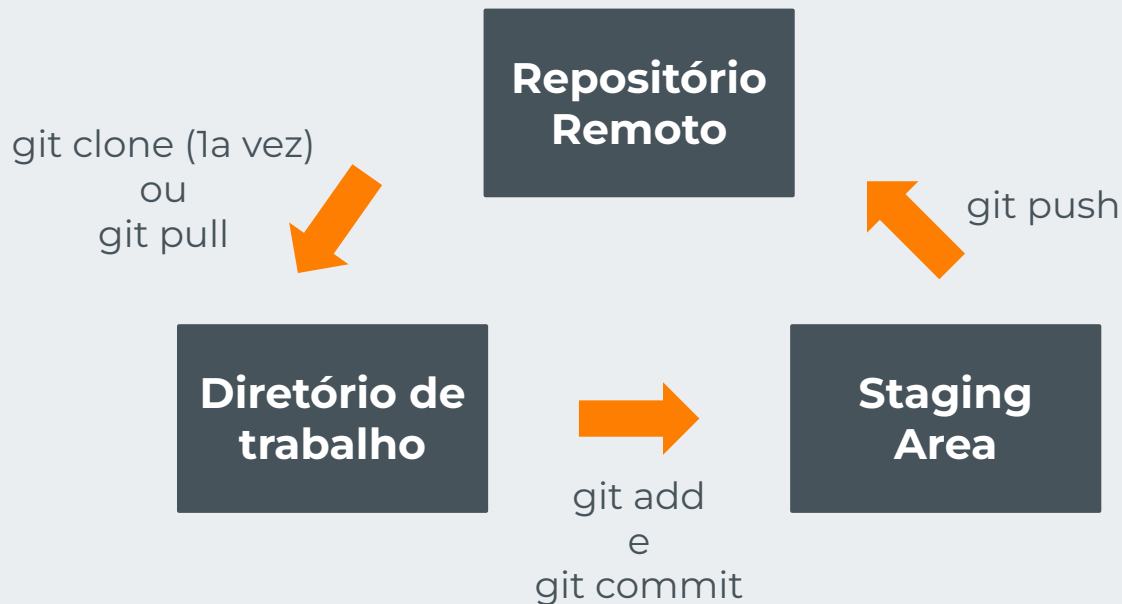 Repositório
Remoto
git clone (1a vez)
ou
git pull
git push
Diretório de
trabalho
Staging
Area
git add
e
git commit